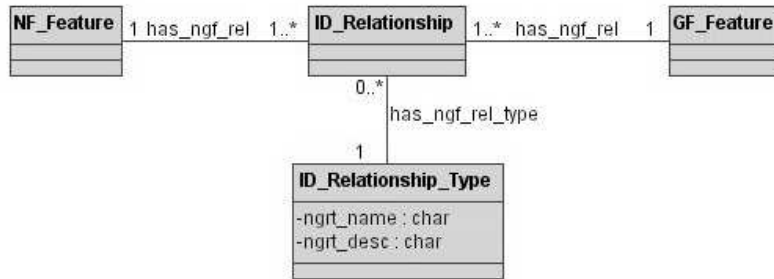 NF_Feature
1 has_ngf_rel 1..*
ID_Relationship
1..* has_ngf_rel 1
GF_Feature
0..*
has_ngf_rel_type
1
ID_Relationship_Type
-ngrt_name : char
-ngrt_desc : char